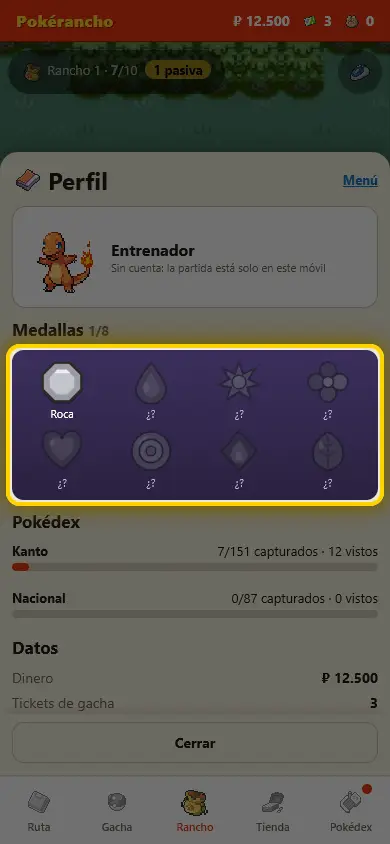 Pokérancho ₽ 12.500 3 0
Rancho 1 · 7/10 1 pasiva
Perfil Menú
Entrenador
Sin cuenta: la partida está solo en este móvil
Medallas 1/8
Roca ¿? ¿? ¿?
¿? ¿? ¿? ¿?
Pokédex
Kanto 7/151 capturados · 12 vistos
Nacional 0/87 capturados · 0 vistos
Datos
Dinero ₽ 12.500
Tickets de gacha 3
Cerrar
Ruta Gacha Rancho Tienda Pokédex